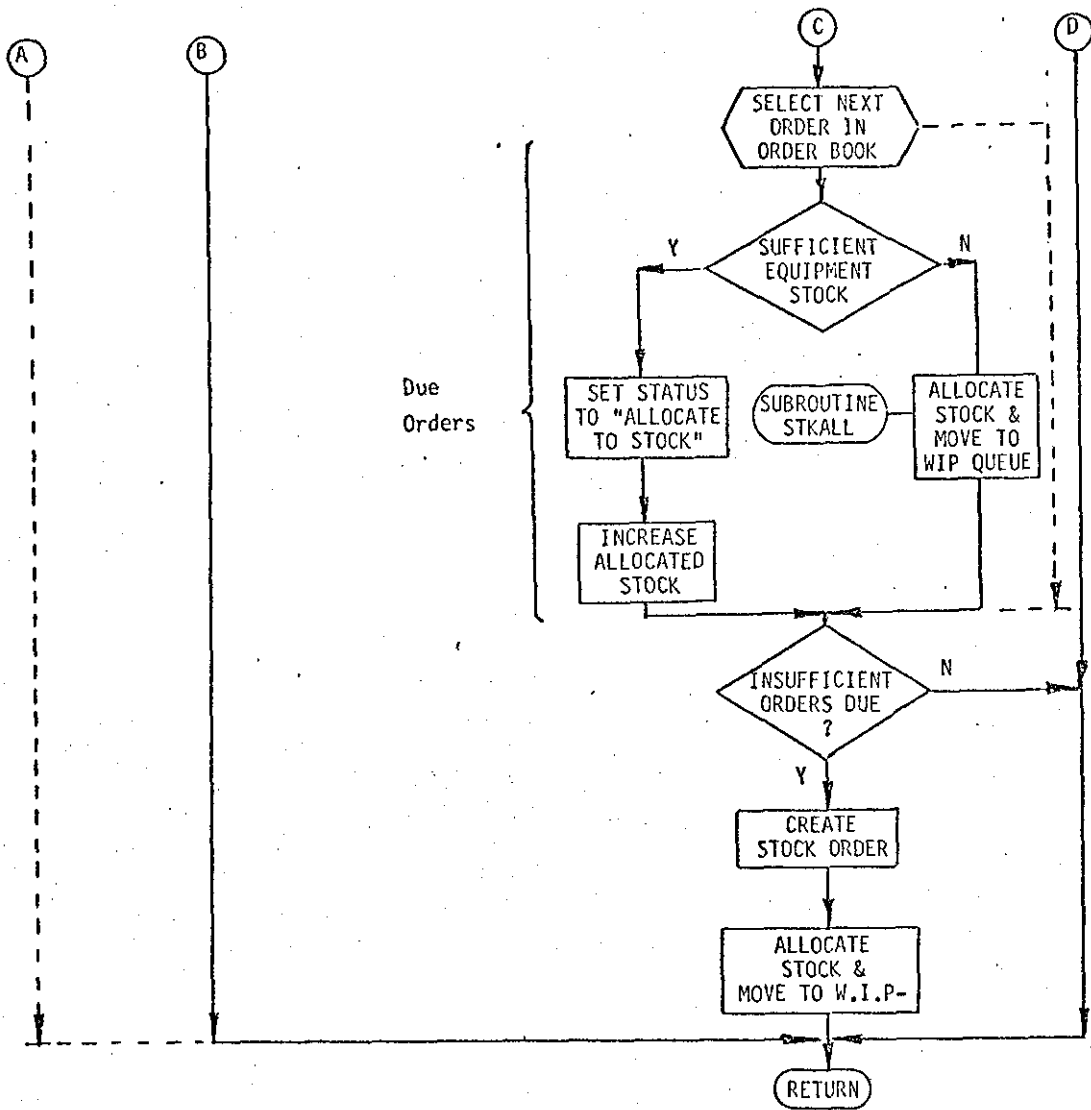 A
B
C
D
SELECT NEXT
ORDER IN
ORDER BOOK
Y
SUFFICIENT
EQUIPMENT
STOCK
N
Due
Orders
SET STATUS
TO "ALLOCATE
TO STOCK"
SUBROUTINE
STKALL
ALLOCATE
STOCK &
MOVE TO
WIP QUEUE
INCREASE
ALLOCATED
STOCK
INSUFFICIENT
ORDERS DUE
?
N
Y
CREATE
STOCK ORDER
ALLOCATE
STOCK &
MOVE TO W.I.P-
RETURN